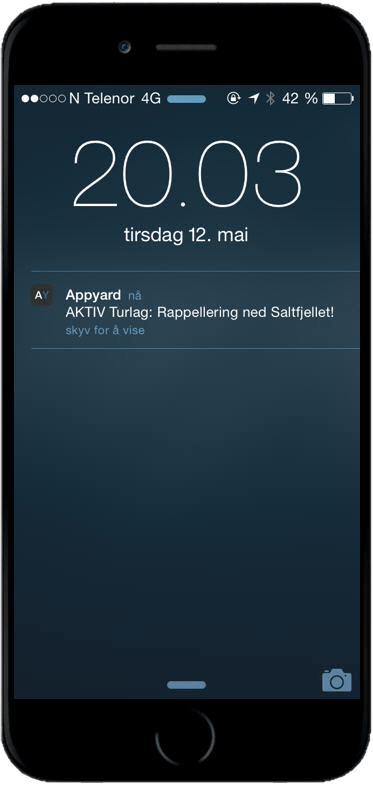 N Telenor 4G 42 %
20.03
tirsdag 12. mai
AY Appyard nå
AKTIV Turlag: Rappellering ned Saltfjellet!
skyv for å vise